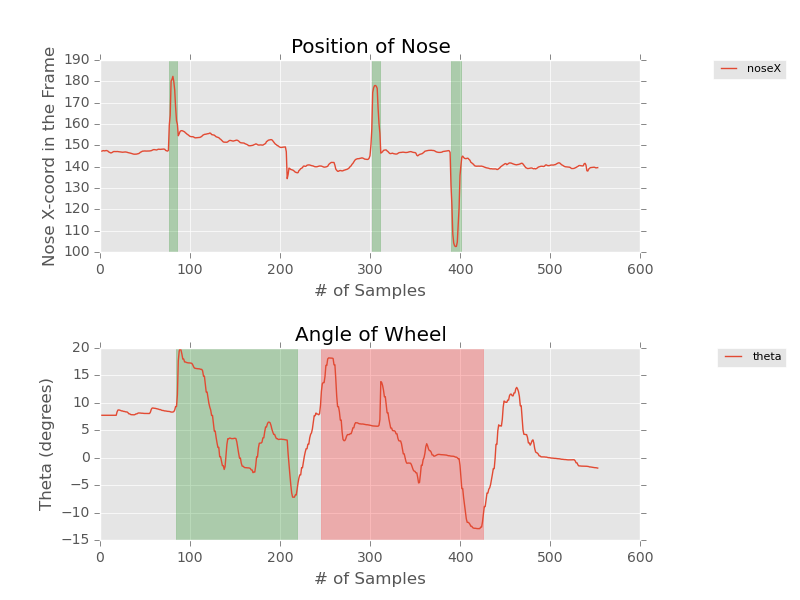 Position of Nose
noseX
Nose X-coord in the Frame
190
180
170
160
150
140
130
120
110
100
0 100 200 300 400 500 600
# of Samples
Angle of Wheel
theta
Theta (degrees)
20
15
10
5
0
−5
−10
−15
0 100 200 300 400 500 600
# of Samples